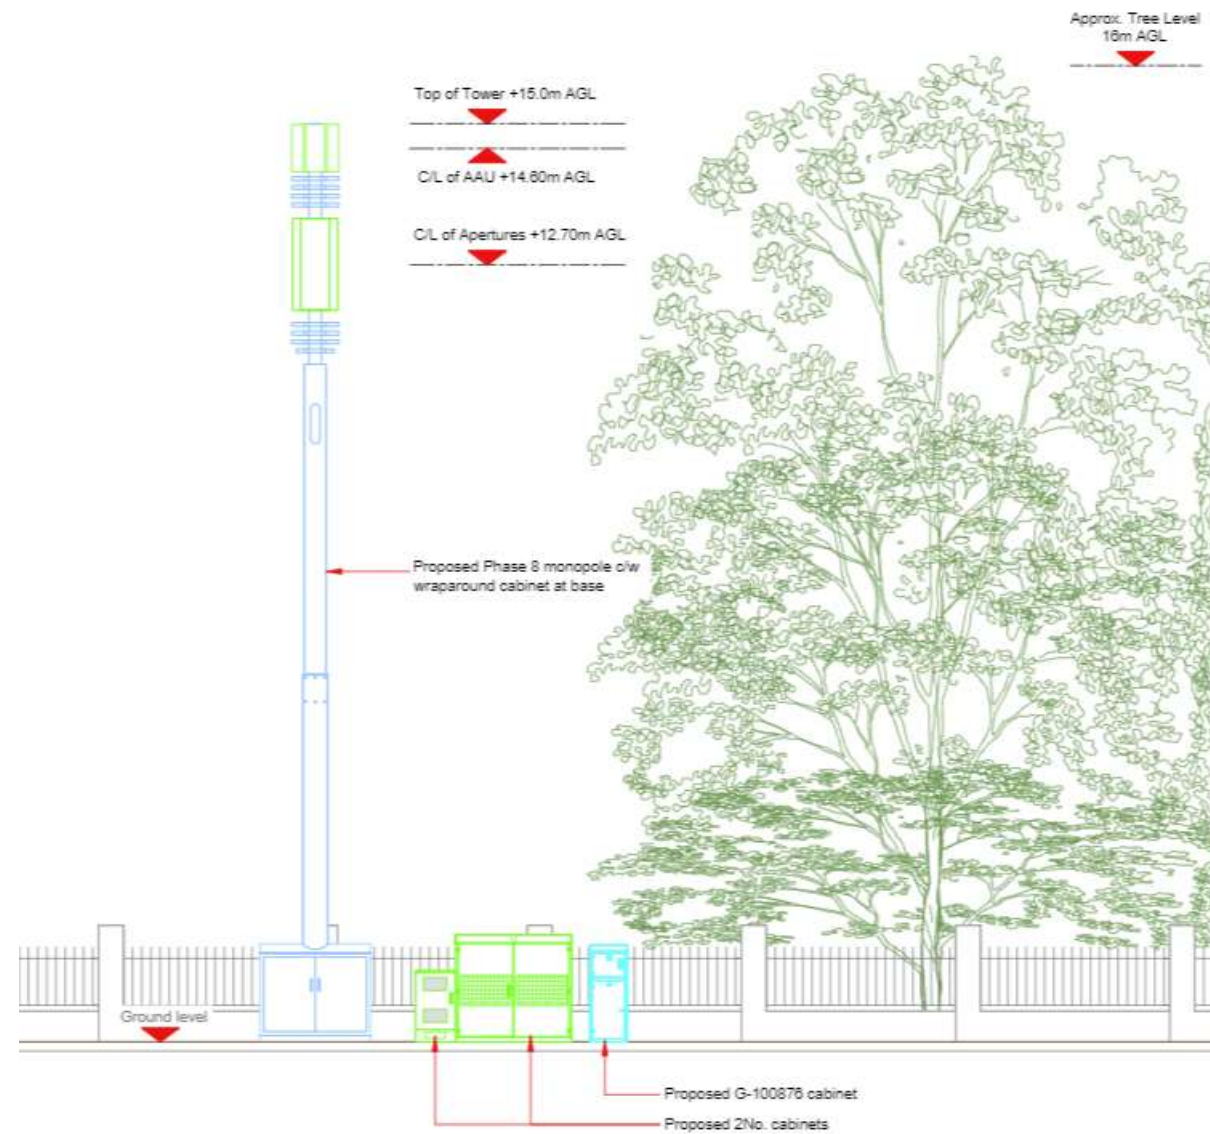 Approx. Tree Level
16m AGL
Top of Tower +15.0m AGL
C/L of AAU +14.60m AGL
C/L of Apertures +12.70m AGL
Proposed Phase 8 monopole c/w
wraparound cabinet at base
Ground level
Proposed G-100876 cabinet
Proposed 2No. cabinets